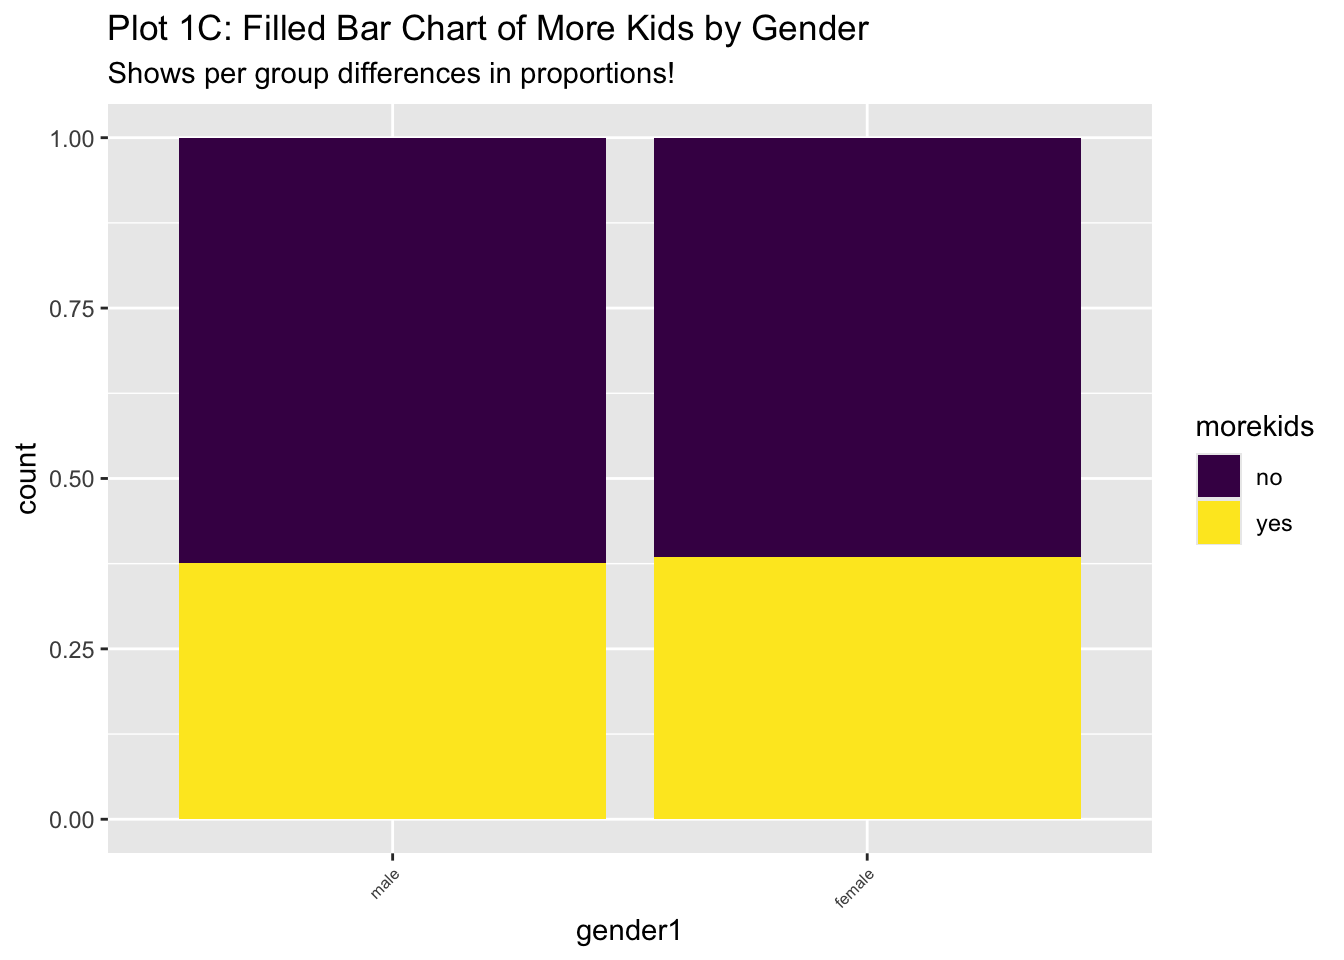 Plot 1C: Filled Bar Chart of More Kids by Gender
Shows per group differences in proportions!
1.00
0.75
0.50
0.25
0.00
count
male
female
gender1
morekids
no
yes